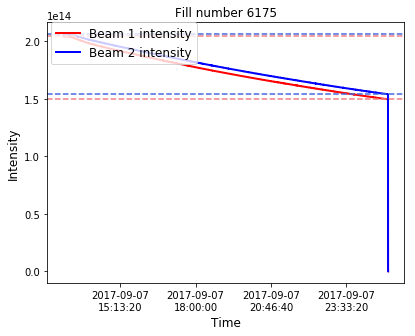 Fill number 6175
1e14
Beam 1 intensity
Beam 2 intensity
2.0
1.5
1.0
0.5
0.0
Intensity
2017-09-07
15:13:20
2017-09-07
18:00:00
2017-09-07
20:46:40
2017-09-07
23:33:20
Time